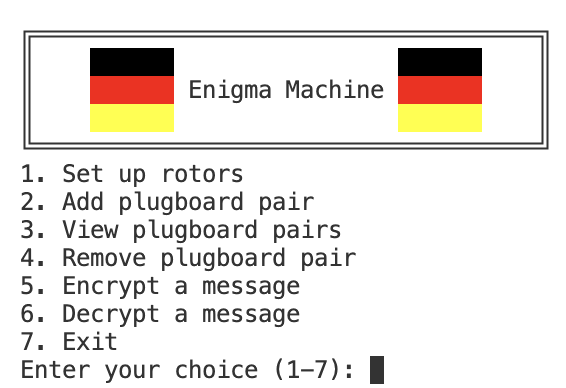 Enigma Machine
1. Set up rotors
2. Add plugboard pair
3. View plugboard pairs
4. Remove plugboard pair
5. Encrypt a message
6. Decrypt a message
7. Exit
Enter your choice (1–7):